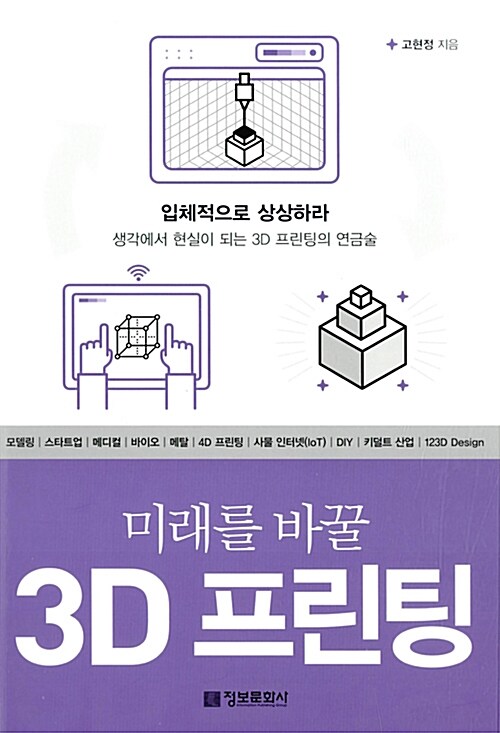 고현정 지음
입체적으로 상상하라
생각에서 현실이 되는 3D 프린팅의 연금술
모델링 | 스타트업 | 메디컬 | 바이오 | 메탈 | 4D 프린팅 | 사물 인터넷(IoT) | DIY | 키덜트 산업 | 123D Design
미래를 바꿀
3D 프린팅
정보문화사
Information Publishing Group